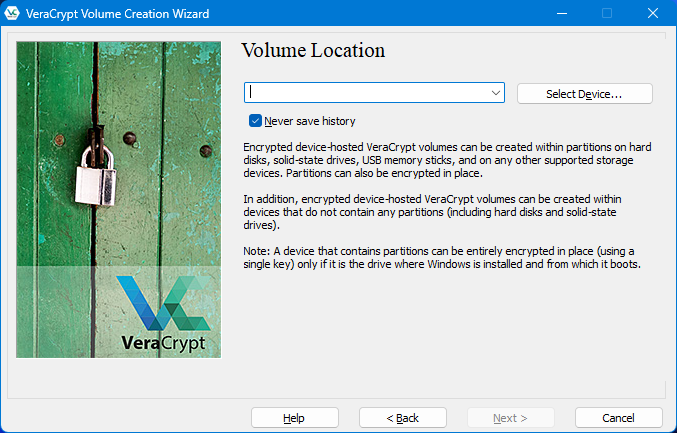 VeraCrypt Volume Creation Wizard
Volume Location
Select Device...
Never save history
Encrypted device-hosted VeraCrypt volumes can be created within partitions on hard
disks, solid-state drives, USB memory sticks, and on any other supported storage
devices. Partitions can also be encrypted in place.
In addition, encrypted device-hosted VeraCrypt volumes can be created within
devices that do not contain any partitions (including hard disks and solid-state
drives).
Note: A device that contains partitions can be entirely encrypted in place (using a
single key) only if it is the drive where Windows is installed and from which it boots.
VeraCrypt
Help
< Back
Next >
Cancel